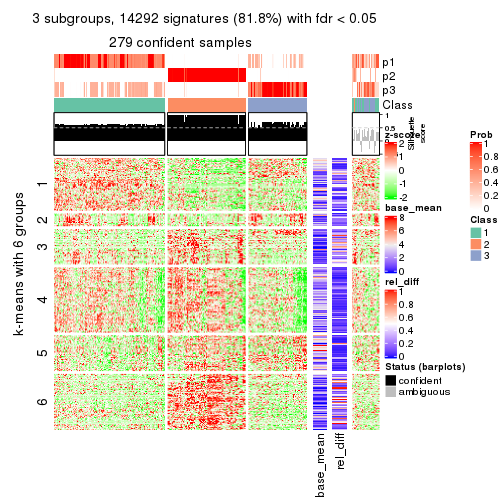 3 subgroups, 14292 signatures (81.8%) with fdr < 0.05
279 confident samples
p1
p2
p3
Class
1
0.5
0
Silhouette
score
z-score
2
1
0
-1
-2
base_mean
8
6
4
2
0
rel_diff
1
0.8
0.6
0.4
0.2
0
Status (barplots)
confident
ambiguous
Prob
1
0.8
0.6
0.4
0.2
0
Class
1
2
3
k-means with 6 groups
1
2
3
4
5
6
base_mean
rel_diff